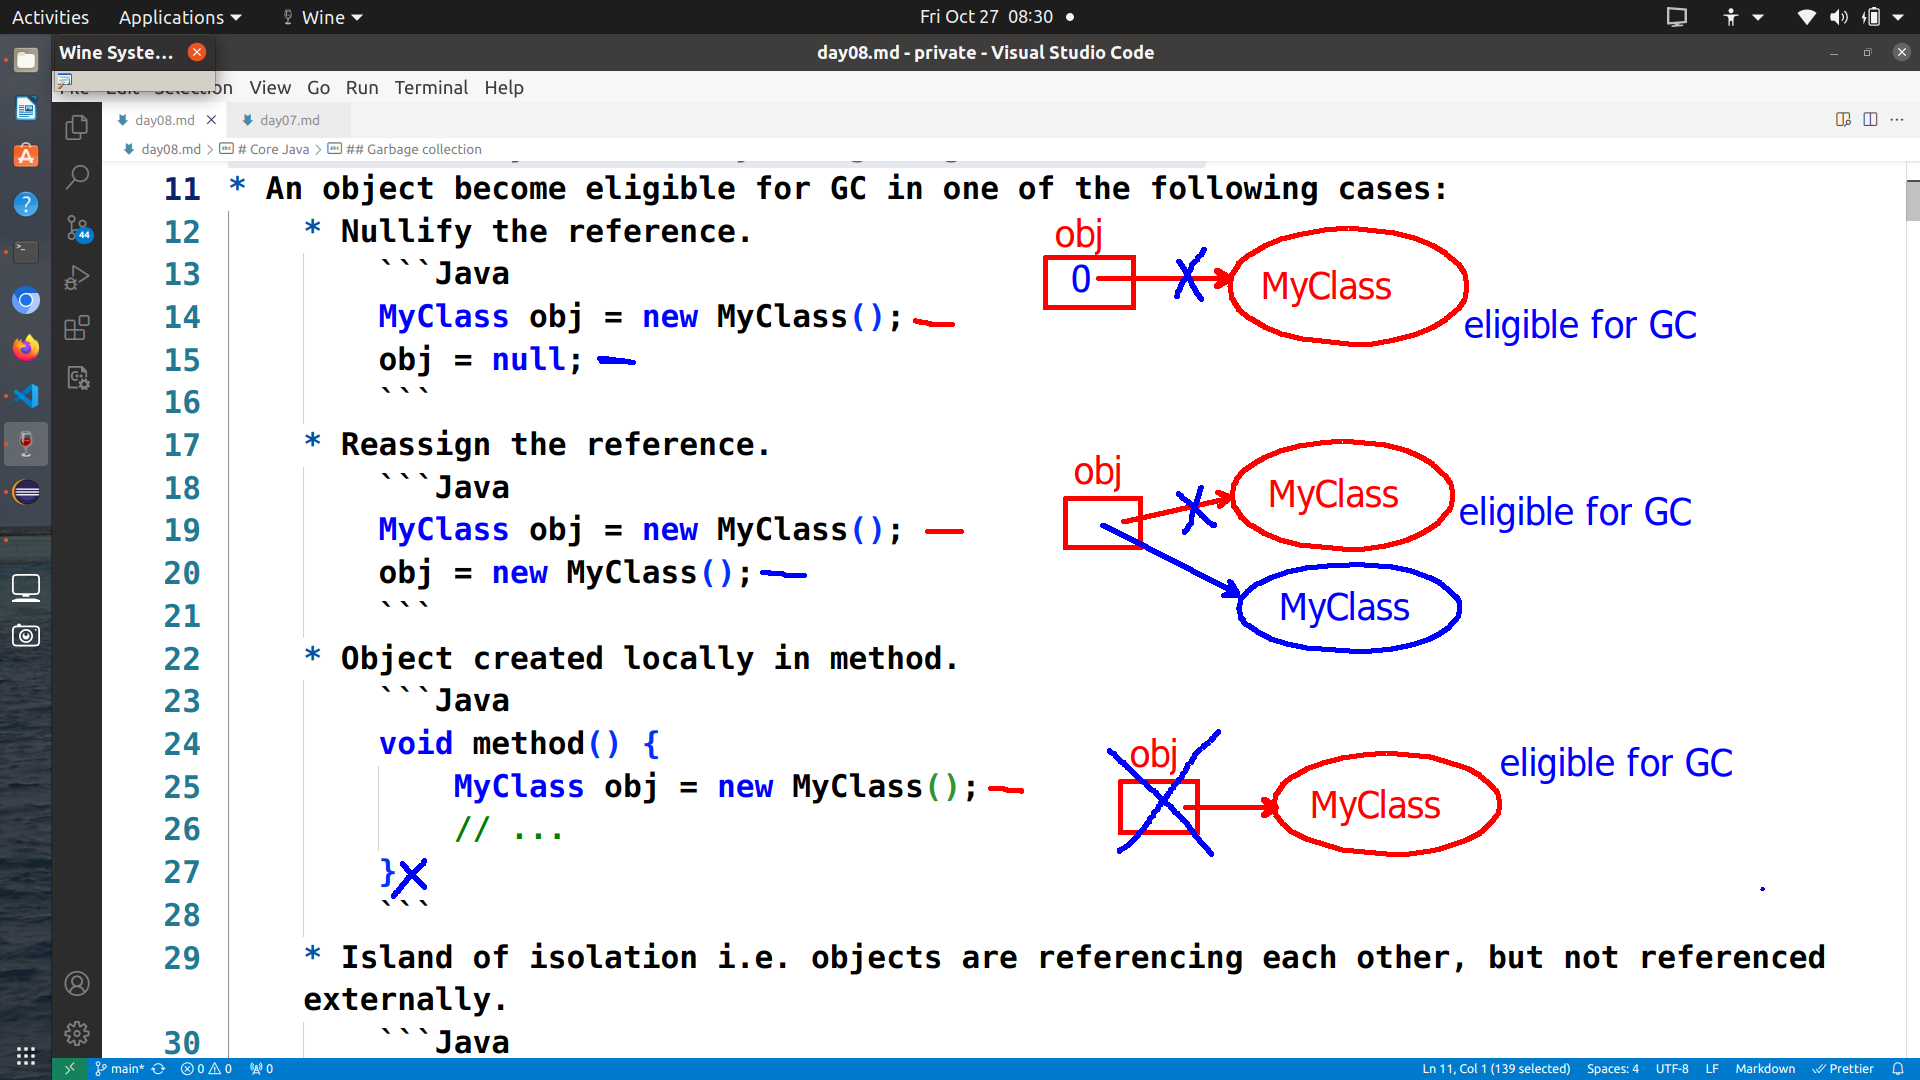 Activities Applications Wine Fri Oct 27 08:30
Wine Syste...
day08.md - private - Visual Studio Code
View Go Run Terminal Help
day08.md day07.md
day08.md > # Core Java > ## Garbage collection
11 * An object become eligible for GC in one of the following cases:
12 * Nullify the reference.
obj
13 ```Java
0 MyClass
14 MyClass obj = new MyClass();
eligible for GC
15 obj = null;
16 ```
17 * Reassign the reference.
obj
18 ```Java
MyClass
eligible for GC
19 MyClass obj = new MyClass();
20 obj = new MyClass();
MyClass
21 ```
22 * Object created locally in method.
23 ```Java
24 void method() {
obj
eligible for GC
25 MyClass obj = new MyClass();
MyClass
26 // ...
27 }
28 ```
29 * Island of isolation i.e. objects are referencing each other, but not referenced
externally.
30 ```Java
44
main* 0 0 0 Ln 11, Col 1 (139 selected) Spaces: 4 UTF-8 LF Markdown Prettier